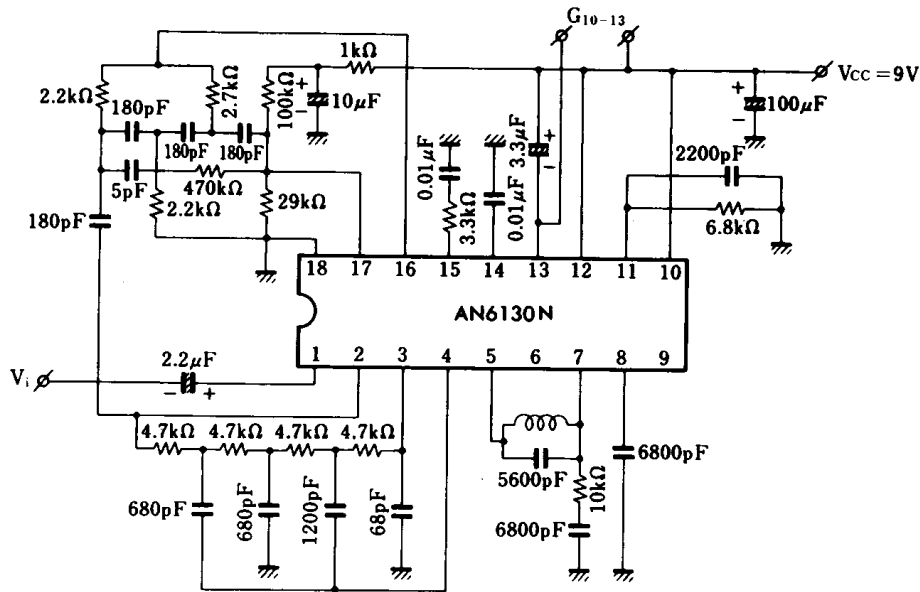 G10-13
1kΩ
VCC = 9V
2.2kΩ
180pF
2.7kΩ
100kΩ
+
-
10μF
+
-
100μF
180pF
180pF
0.01μF
3.3μF
+
-
2200pF
5pF
470kΩ
2.2kΩ
29kΩ
3.3kΩ
0.01μF
6.8kΩ
180pF
18 17 16 15 14 13 12 11 10
AN6130N
1 2 3 4 5 6 7 8 9
Vi
2.2μF
- +
4.7kΩ 4.7kΩ 4.7kΩ 4.7kΩ
680pF
680pF
1200pF
68pF
5600pF
10kΩ
6800pF
6800pF